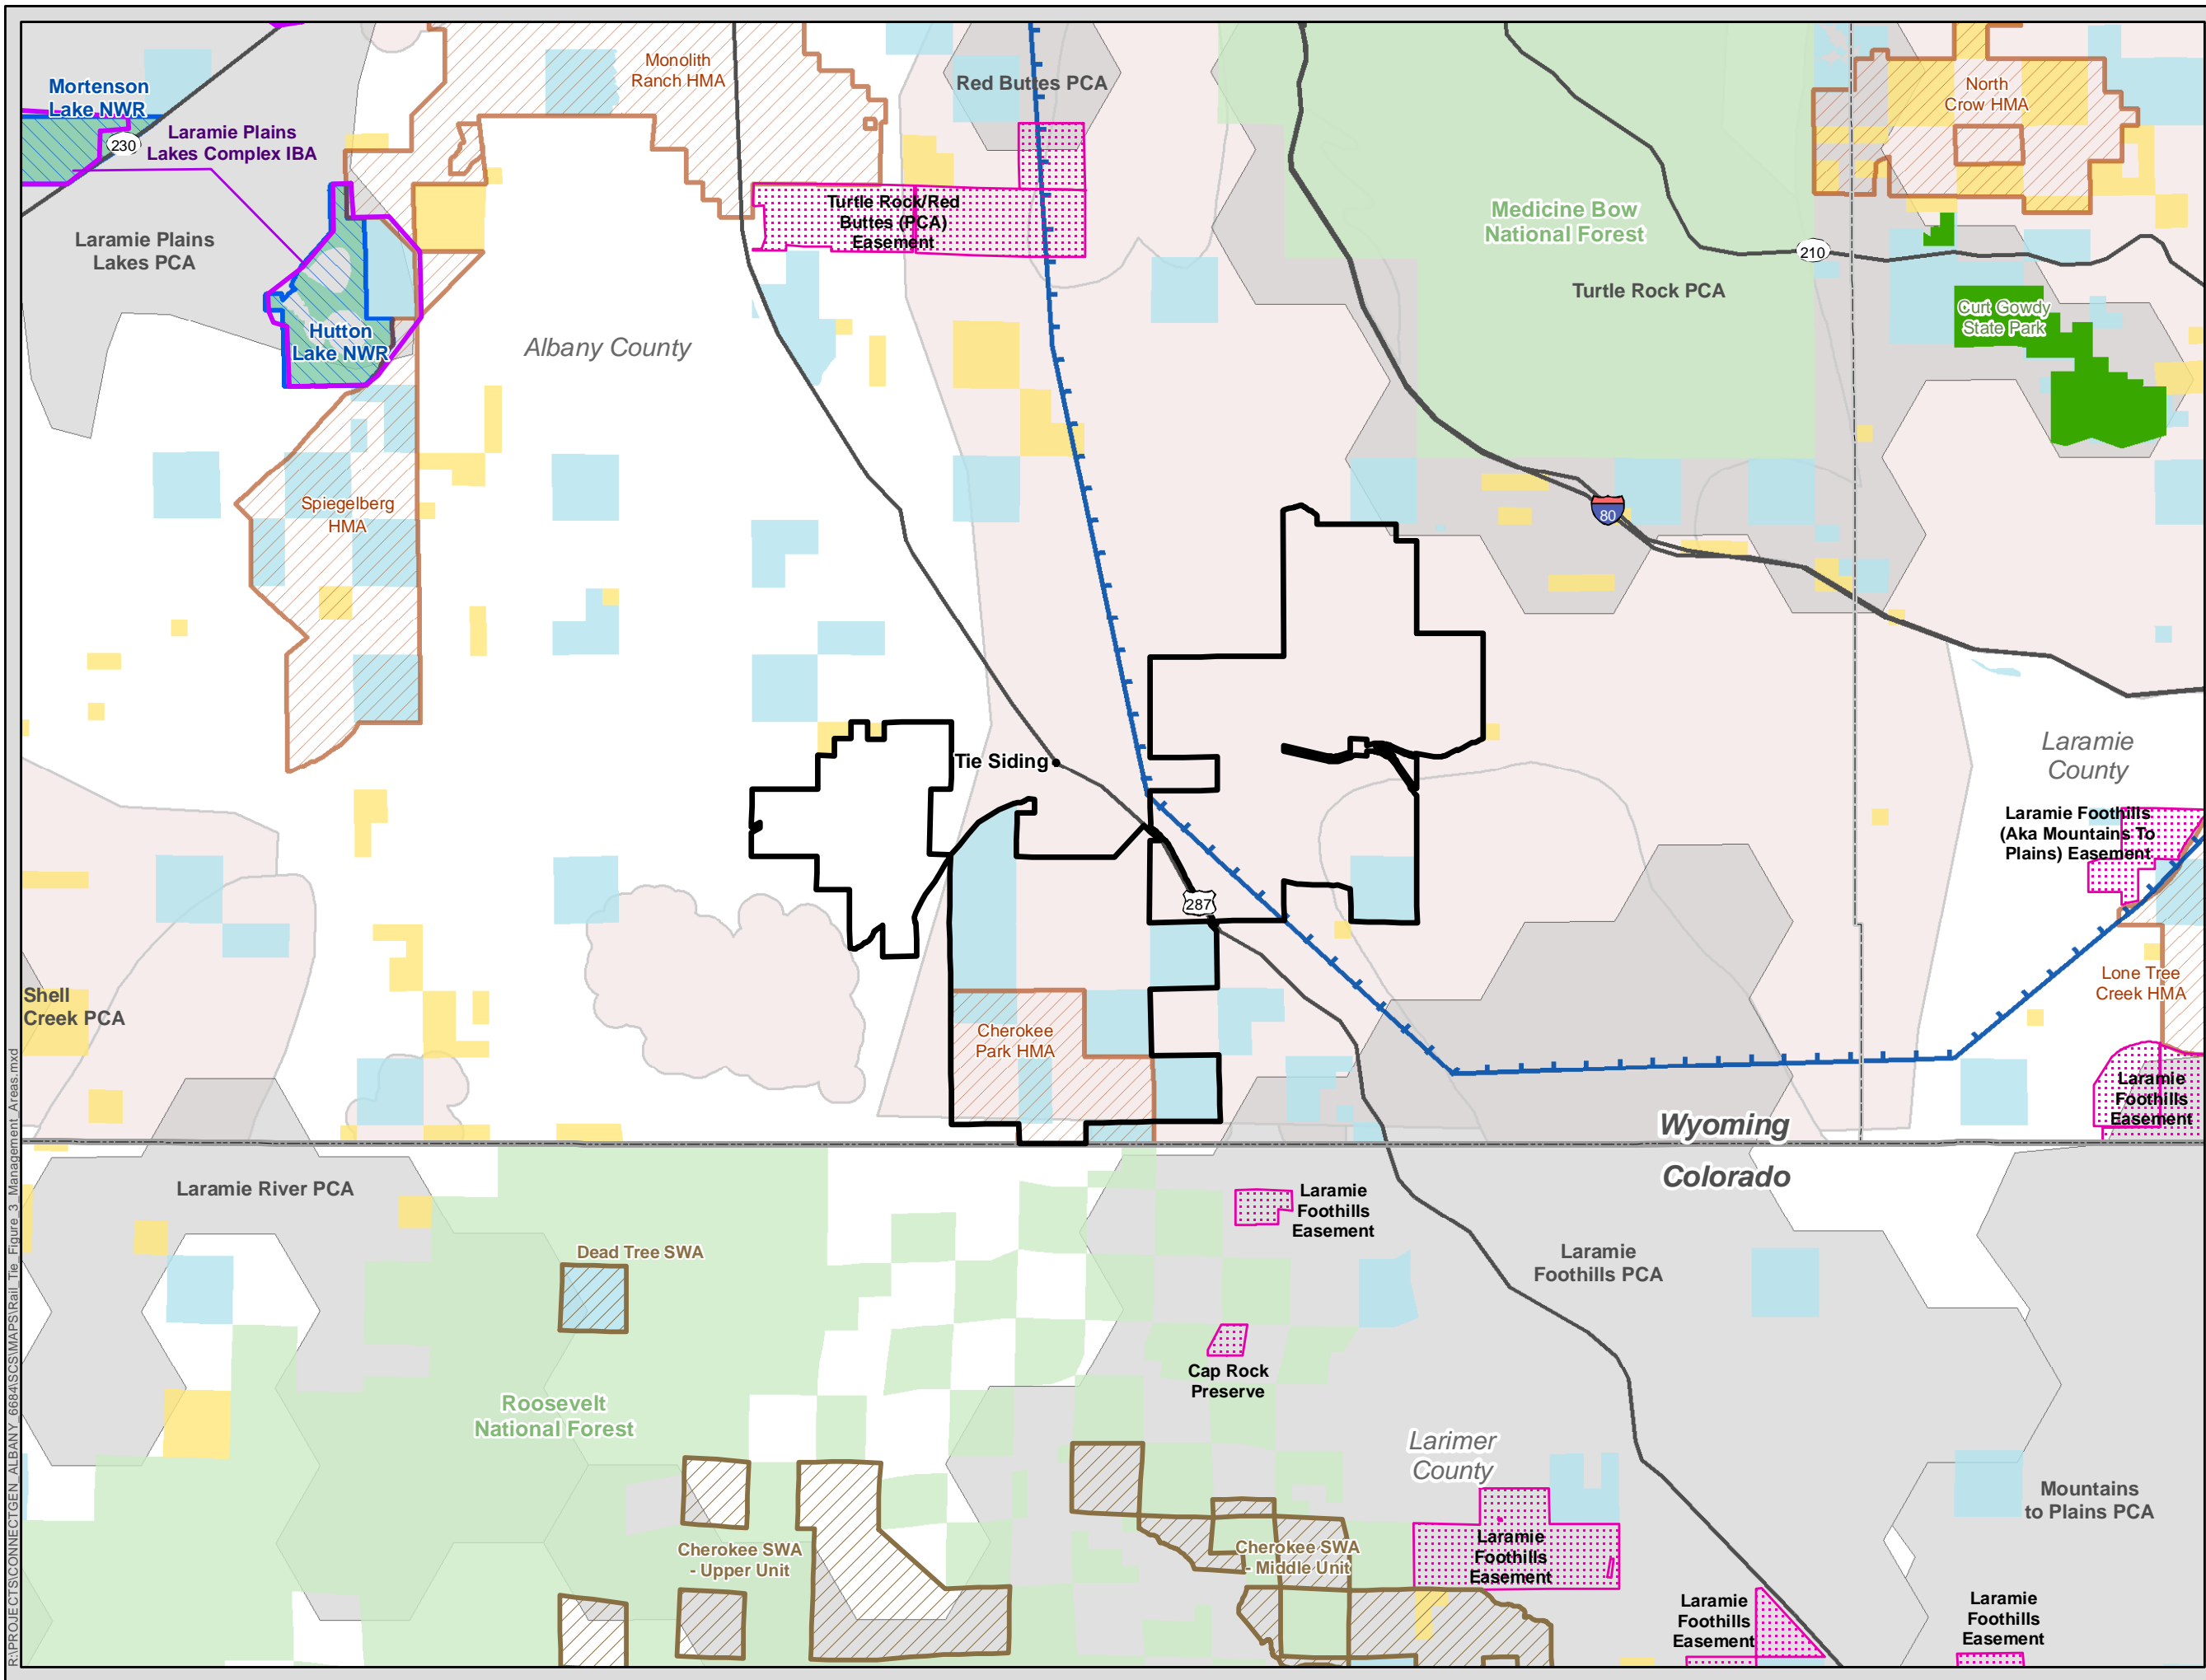 Mortenson
Lake NWR
230
Laramie Plains
Lakes Complex IBA
Laramie Plains
Lakes PCA
Hutton
Lake NWR
Monolith
Ranch HMA
Red Buttes PCA
Turtle Rock/Red
Buttes (PCA)
Easement
Albany County
Medicine Bow
National Forest
Turtle Rock PCA
North
Crow HMA
210
Curt Gowdy
State Park
Spiegelberg
HMA
80
Tie Siding
287
Laramie
County
Laramie Foothills
(Aka Mountains To
Plains) Easement
Lone Tree
Creek HMA
Shell
Creek PCA
Cherokee
Park HMA
Laramie
Foothills
Easement
Wyoming
Colorado
Laramie River PCA
Laramie
Foothills
Easement
Dead Tree SWA
Laramie
Foothills PCA
Cap Rock
Preserve
Roosevelt
National Forest
Larimer
County
Mountains
to Plains PCA
Cherokee SWA
- Upper Unit
Cherokee SWA
- Middle Unit
Laramie
Foothills
Easement
Laramie
Foothills
Easement
Laramie
Foothills
Easement
R:\PROJECTS\CONNECTGEN_ALBANY_6684\SCS\MAPS\Rail_Tie_Figure_3_Management_Areas.mxd